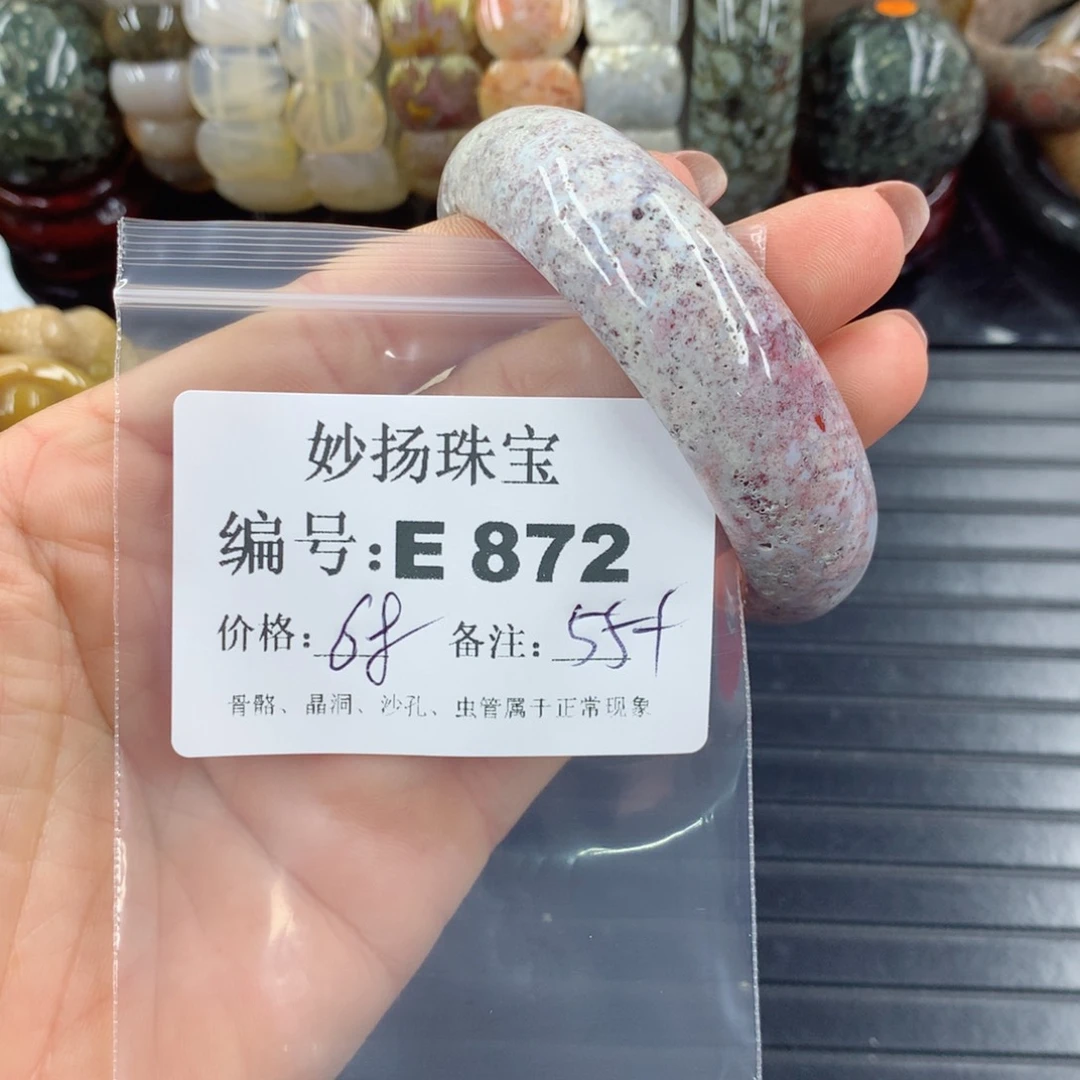 妙扬珠宝
编号:E 872
价格: 68 备注: 55+
骨骼、晶洞、沙孔、虫管属于正常现象